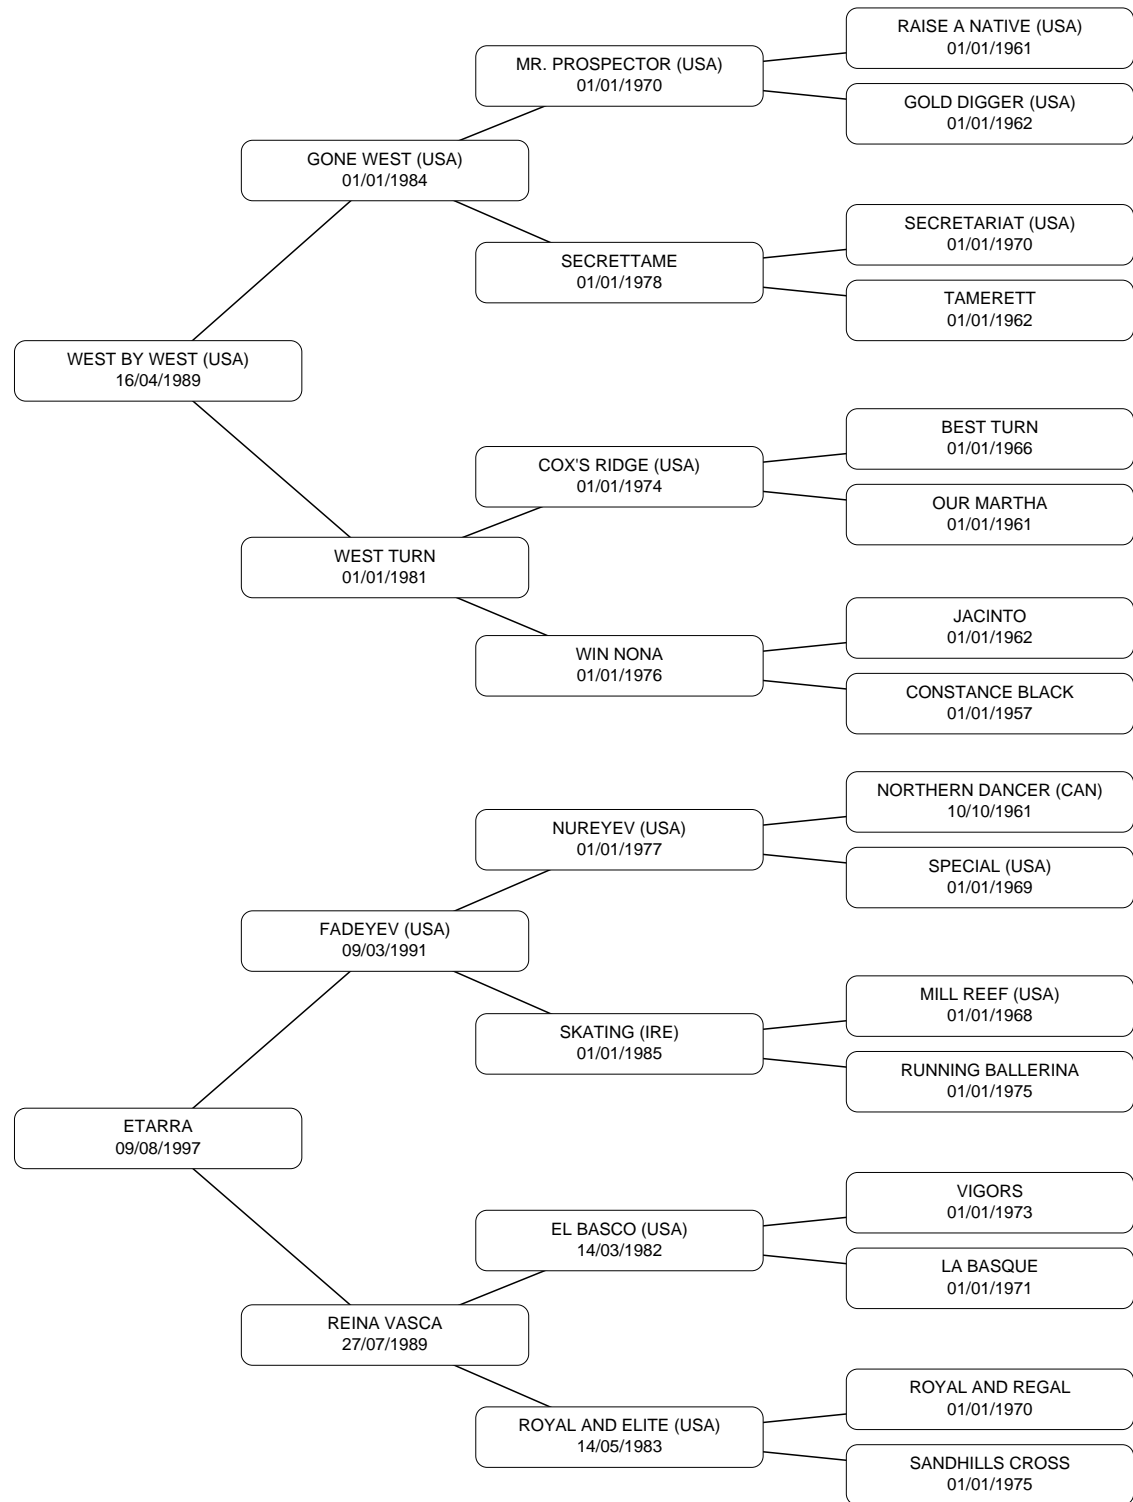 RAISE A NATIVE (USA)
01/01/1961
MR. PROSPECTOR (USA)
01/01/1970
GOLD DIGGER (USA)
01/01/1962
GONE WEST (USA)
01/01/1984
SECRETARIAT (USA)
01/01/1970
SECRETTAME
01/01/1978
TAMERETT
01/01/1962
WEST BY WEST (USA)
16/04/1989
BEST TURN
01/01/1966
COX'S RIDGE (USA)
01/01/1974
OUR MARTHA
01/01/1961
WEST TURN
01/01/1981
JACINTO
01/01/1962
WIN NONA
01/01/1976
CONSTANCE BLACK
01/01/1957
NORTHERN DANCER (CAN)
10/10/1961
NUREYEV (USA)
01/01/1977
SPECIAL (USA)
01/01/1969
FADEYEV (USA)
09/03/1991
MILL REEF (USA)
01/01/1968
SKATING (IRE)
01/01/1985
RUNNING BALLERINA
01/01/1975
ETARRA
09/08/1997
VIGORS
01/01/1973
EL BASCO (USA)
14/03/1982
LA BASQUE
01/01/1971
REINA VASCA
27/07/1989
ROYAL AND REGAL
01/01/1970
ROYAL AND ELITE (USA)
14/05/1983
SANDHILLS CROSS
01/01/1975